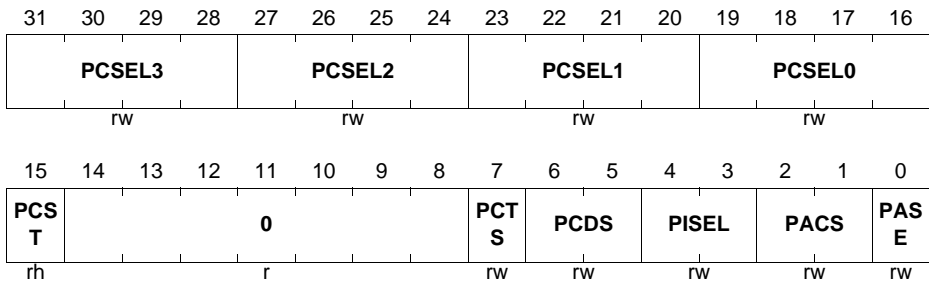 31 30 29 28 27 26 25 24 23 22 21 20 19 18 17 16
PCSEL3 PCSEL2 PCSEL1 PCSEL0
rw rw rw rw
15 14 13 12 11 10 9 8 7 6 5 4 3 2 1 0
PCS
T 0 PCT
S PCDS PISEL PACS PAS
E
rh r rw rw rw rw rw